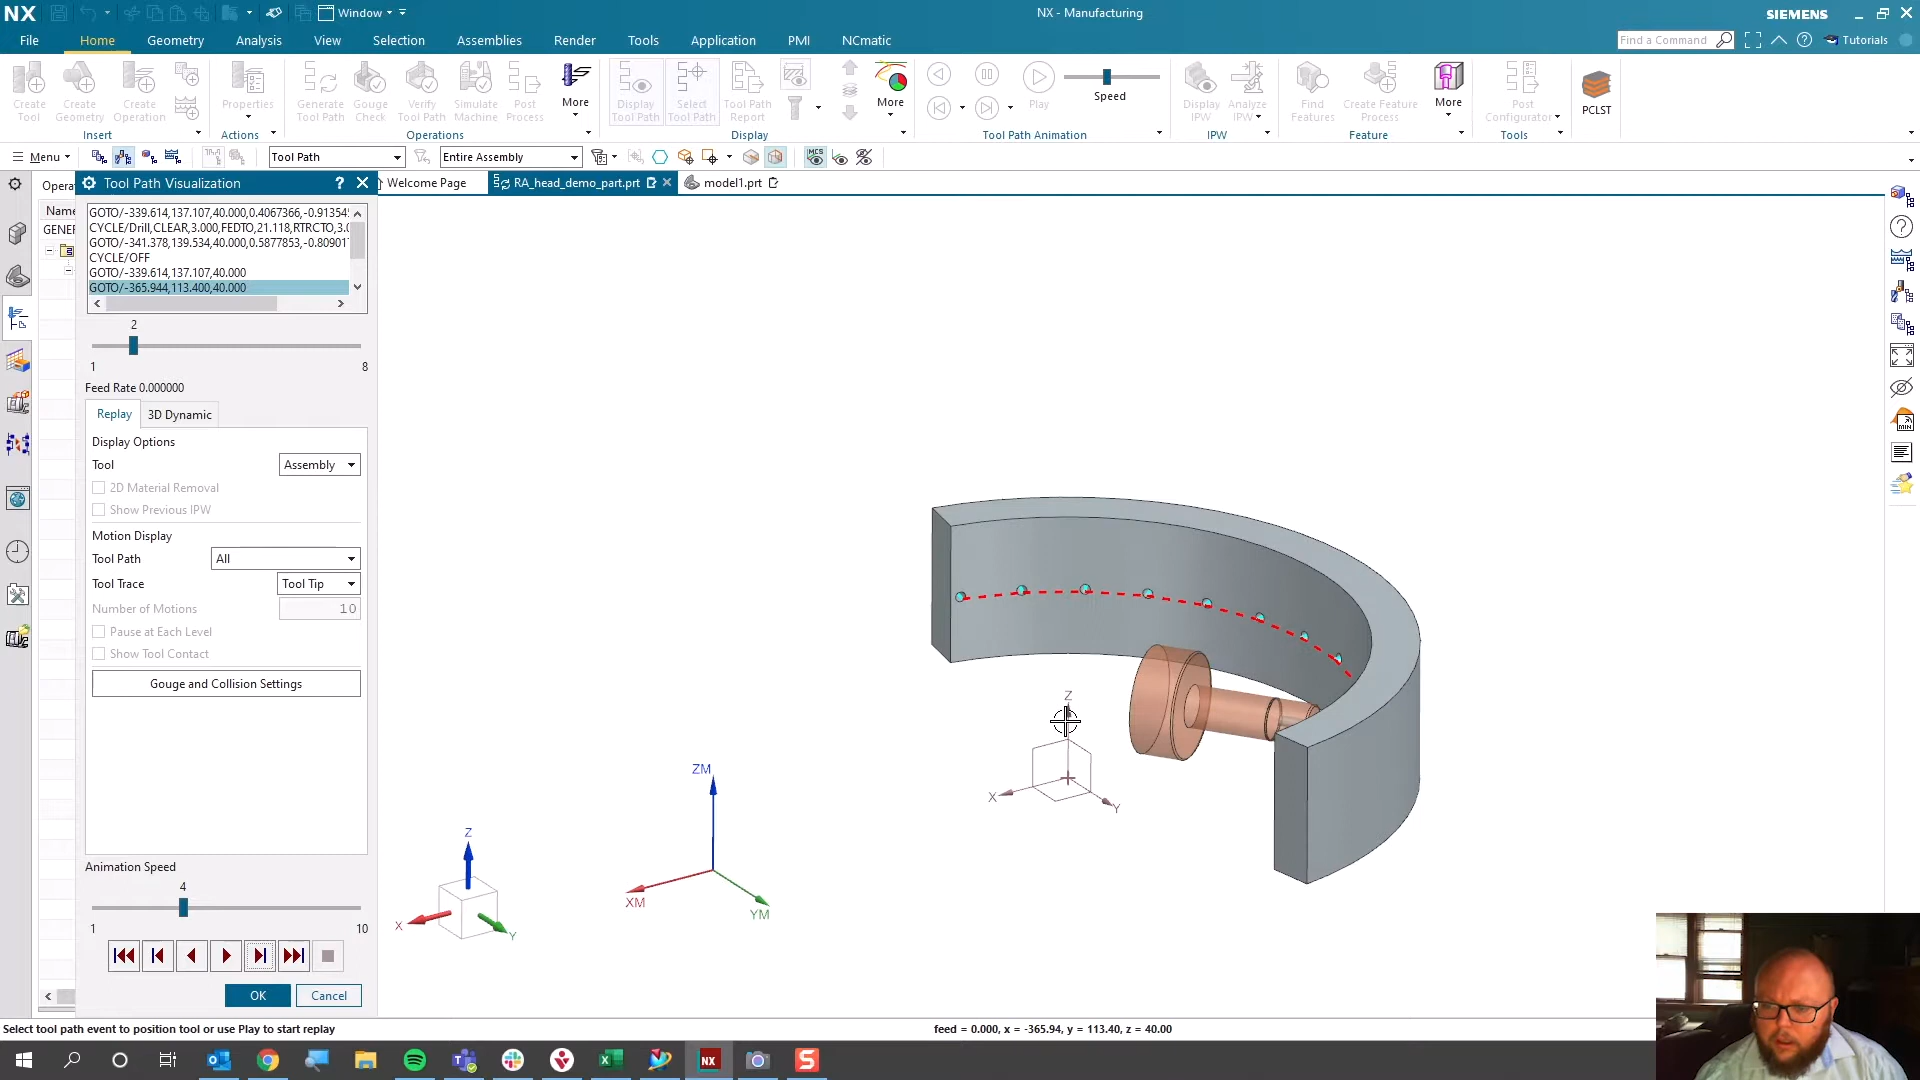 NX
Window
NX - Manufacturing
SIEMENS
File
Home
Geometry
Analysis
View
Selection
Assemblies
Render
Tools
Application
PMI
NCmatic
Find a Command
Tutorials
Create Tool
Create Geometry
Create Operation
Properties
Generate Tool Path
Gouge Check
Verify Tool Path
Simulate Machine
Post Process
More
Display Tool Path
Select Tool Path
Tool Path Report
More
Play
Speed
Display IPW
Analyze IPW
Find Features
Create Feature Process
More
Post Configurator
PCLST
Insert
Actions
Operations
Display
Tool Path Animation
IPW
Feature
Tools
Menu
Tool Path
Entire Assembly
MCS
Opera
Tool Path Visualization
?
Welcome Page
RA_head_demo_part.prt
model1.prt
Name
GENER
GOTO/-339.614,137.107,40.000,0.4067366,-0.91354
CYCLE/Drill,CLEAR,3.000,FEDTO,21.118,RTRCTO,3.0
GOTO/-341.378,139.534,40.000,0.5877853,-0.80901
CYCLE/OFF
GOTO/-339.614,137.107,40.000
GOTO/-365.944,113.400,40.000
2
1
8
Feed Rate 0.000000
Replay
3D Dynamic
Display Options
Tool
Assembly
2D Material Removal
Show Previous IPW
Motion Display
Tool Path
All
Tool Trace
Tool Tip
Number of Motions
10
Pause at Each Level
Show Tool Contact
Gouge and Collision Settings
Animation Speed
4
1
10
OK
Cancel
Z
X
Y
ZM
XM
YM
Z
X
Y
MIN
Select tool path event to position tool or use Play to start replay
feed = 0.000, x = -365.94, y = 113.40, z = 40.00
NX
S